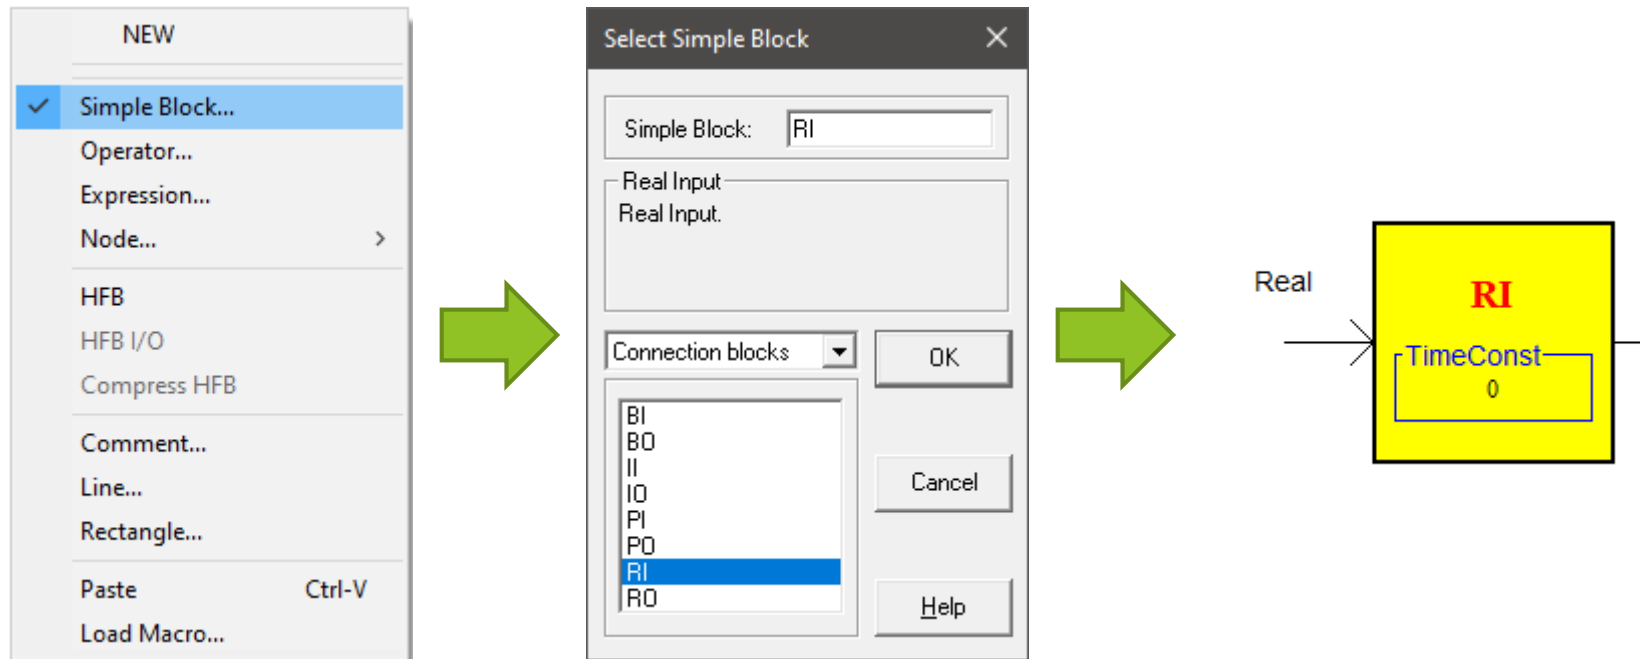 NEW
Simple Block...
Operator...
Expression...
Node...
HFB
HFB I/O
Compress HFB
Comment...
Line...
Rectangle...
Paste Ctrl-V
Load Macro...
Select Simple Block
Simple Block: RI
Real Input
Real Input.
Connection blocks
OK
BI
BO
II
IO
PI
PO
RI
RO
Cancel
Help
Real
RI
TimeConst
0